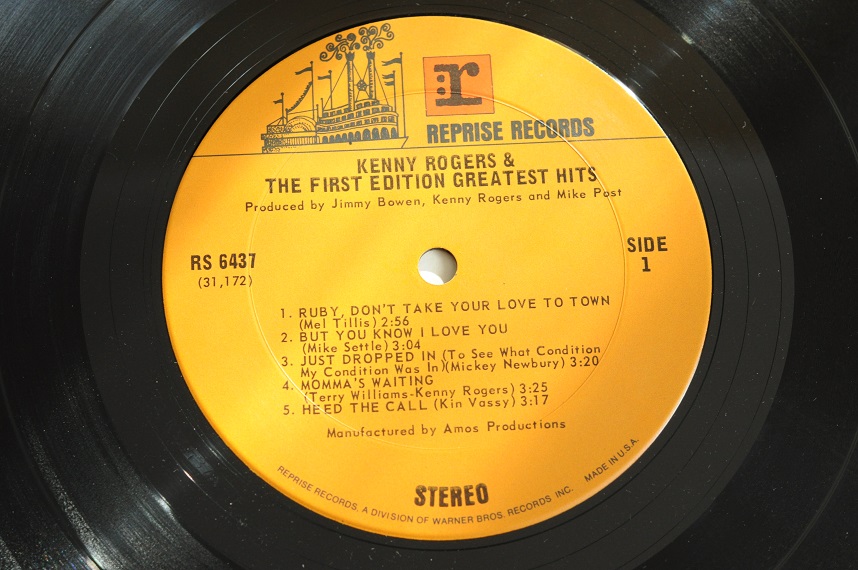 r
REPRISE RECORDS
KENNY ROGERS &
THE FIRST EDITION GREATEST HITS
Produced by Jimmy Bowen, Kenny Rogers and Mike Post
RS 6437
(31,172)
SIDE
1
1. RUBY, DON'T TAKE YOUR LOVE TO TOWN
(Mel Tillis) 2:56
2. BUT YOU KNOW I LOVE YOU
(Mike Settle) 3:04
3. JUST DROPPED IN (To See What Condition
My Condition Was In)(Mickey Newbury) 3:20
4. MOMMA'S WAITING
(Terry Williams-Kenny Rogers) 3:25
5. HEED THE CALL (Kin Vassy) 3:17
Manufactured by Amos Productions
STEREO
REPRISE RECORDS, A DIVISION OF WARNER BROS. RECORDS INC. MADE IN U.S.A.